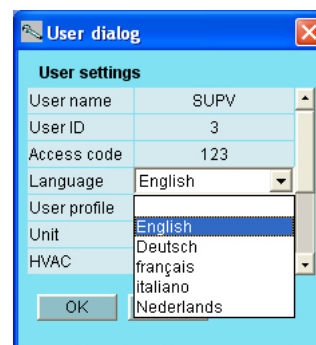 User dialog
User settings
User name SUPV
User ID 3
Access code 123
Language English
User profile
Unit English
Deutsch
HVAC français
italiano
OK Nederlands